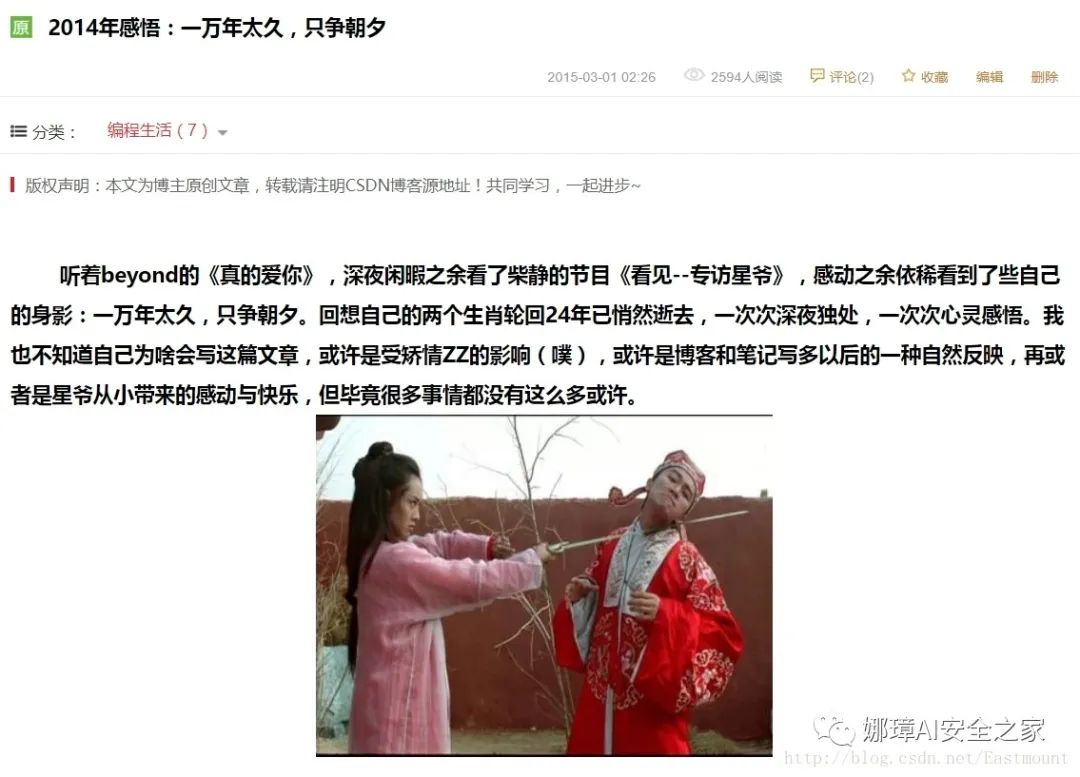 原 2014年感悟：一万年太久，只争朝夕
2015-03-01 02:26 2594人阅读 评论(2) 收藏 编辑 删除
分类： 编程生活（7）
版权声明：本文为博主原创文章，转载请注明CSDN博客源地址！共同学习，一起进步~
听着beyond的《真的爱你》，深夜闲暇之余看了柴静的节目《看见--专访星爷》，感动之余依稀看到了些自己
的身影：一万年太久，只争朝夕。回想自己的两个生肖轮回24年已悄然逝去，一次次深夜独处，一次次心灵感悟。我
也不知道自己为啥会写这篇文章，或许是受矫情ZZ的影响（噗），或许是博客和笔记写多以后的一种自然反映，再或
者是星爷从小带来的感动与快乐，但毕竟很多事情都没有这么多或许。
娜璋AI安全之家
http://blog.csdn.net/Eastmount